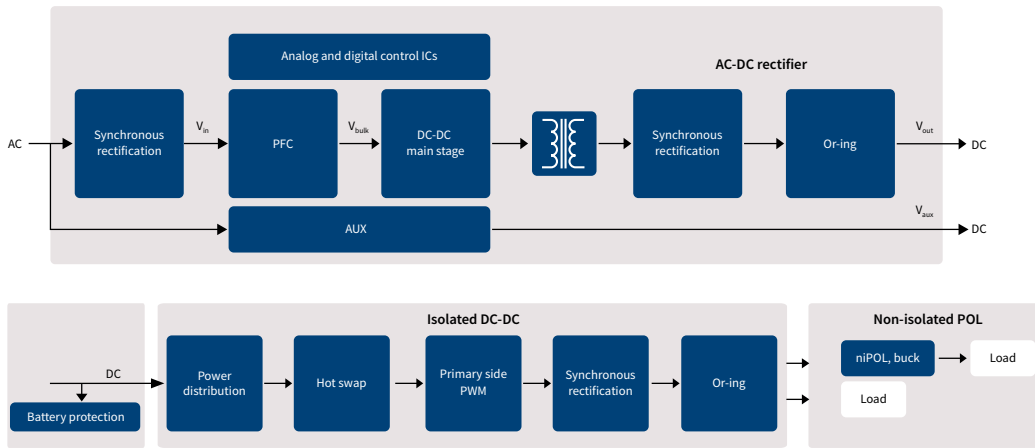 Analog and digital control ICs
AC-DC rectifier
AC
Synchronous
rectification
Vin
PFC
Vbulk
DC-DC
main stage
Synchronous
rectification
Or-ing
Vout
DC
AUX
Vaux
DC
Isolated DC-DC
Non-isolated POL
DC
Battery protection
Power
distribution
Hot swap
Primary side
PWM
Synchronous
rectification
Or-ing
niPOL, buck
Load
Load